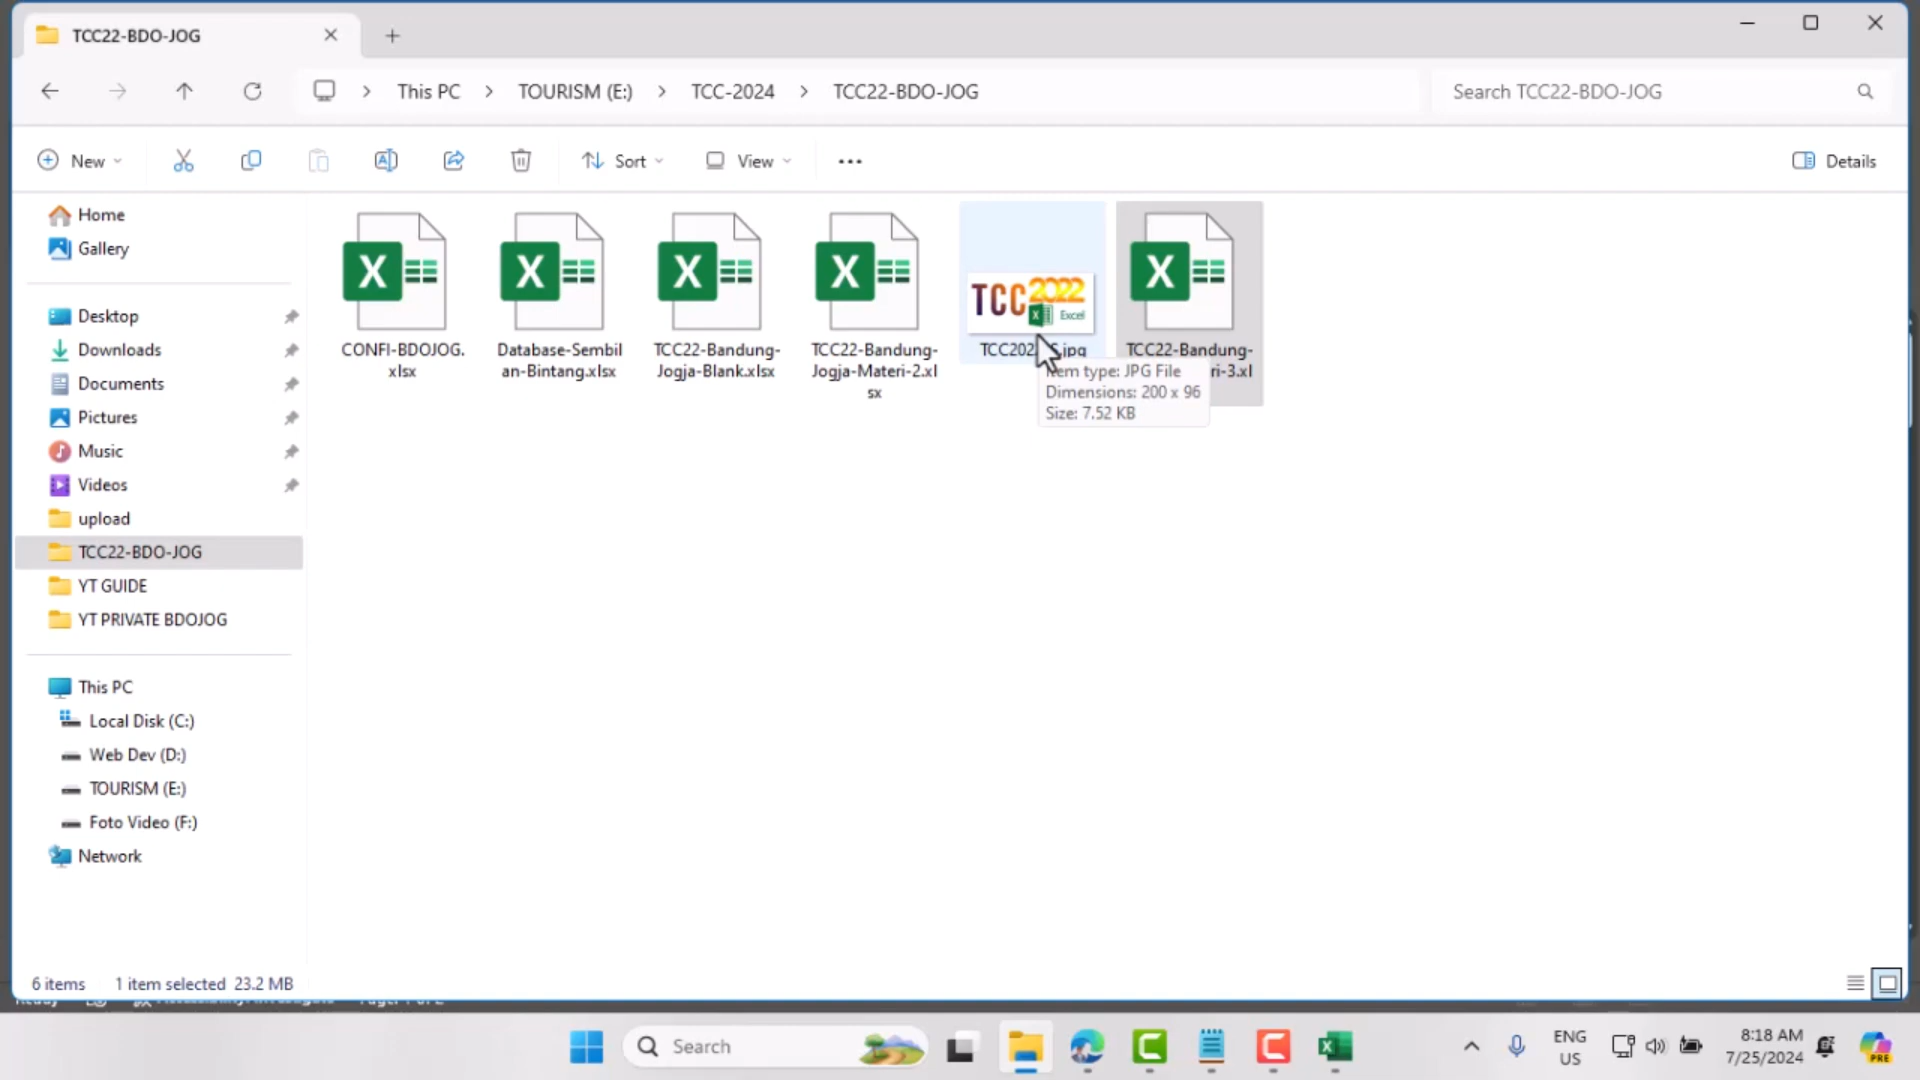 TCC22-BDO-JOG
This PC
TOURISM (E:)
TCC-2024
TCC22-BDO-JOG
Search TCC22-BDO-JOG
New
Sort
View
Details
Home
Gallery
Desktop
Downloads
Documents
Pictures
Music
Videos
upload
TCC22-BDO-JOG
YT GUIDE
YT PRIVATE BDOJOG
This PC
Local Disk (C:)
Web Dev (D:)
TOURISM (E:)
Foto Video (F:)
Network
CONFI-BDOJOG.
xlsx
Database-Sembil
an-Bintang.xlsx
TCC22-Bandung-
Jogja-Blank.xlsx
TCC22-Bandung-
Jogja-Materi-2.xl
sx
TCC 2022
Excel
TCC22-Bandung-
ri-3.xl
Item type: JPG File
Dimensions: 200 x 96
Size: 7.52 KB
6 items
1 item selected 23.2 MB
Search
ENG
US
8:18 AM
7/25/2024
PRE